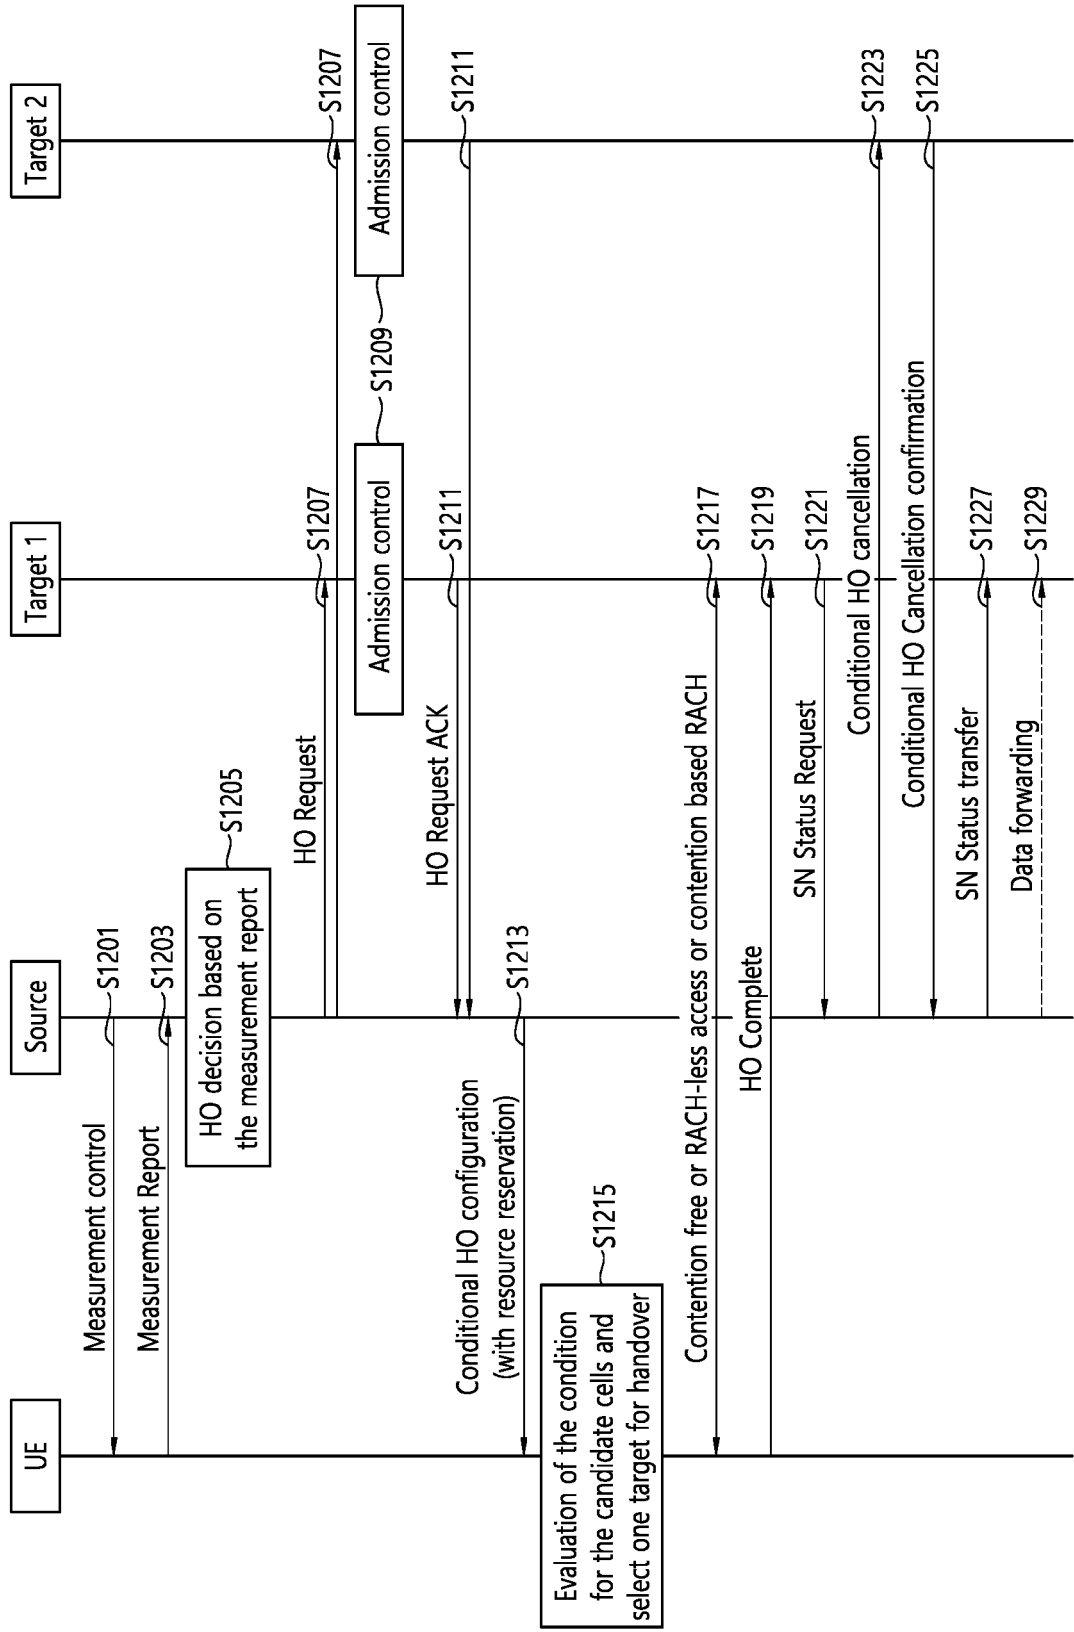 UE
Source
Target 1
Target 2
Measurement control
S1201
Measurement Report
S1203
HO decision based on
the measurement report
S1205
HO Request
S1207
S1207
Admission control
S1209
Admission control
HO Request ACK
S1211
S1211
Conditional HO configuration
(with resource reservation)
S1213
Evaluation of the condition
for the candidate cells and
select one target for handover
S1215
Contention free or RACH-less access or contention based RACH
S1217
HO Complete
S1219
SN Status Request
S1221
Conditional HO cancellation
S1223
Conditional HO Cancellation confirmation
S1225
SN Status transfer
S1227
Data forwarding
S1229